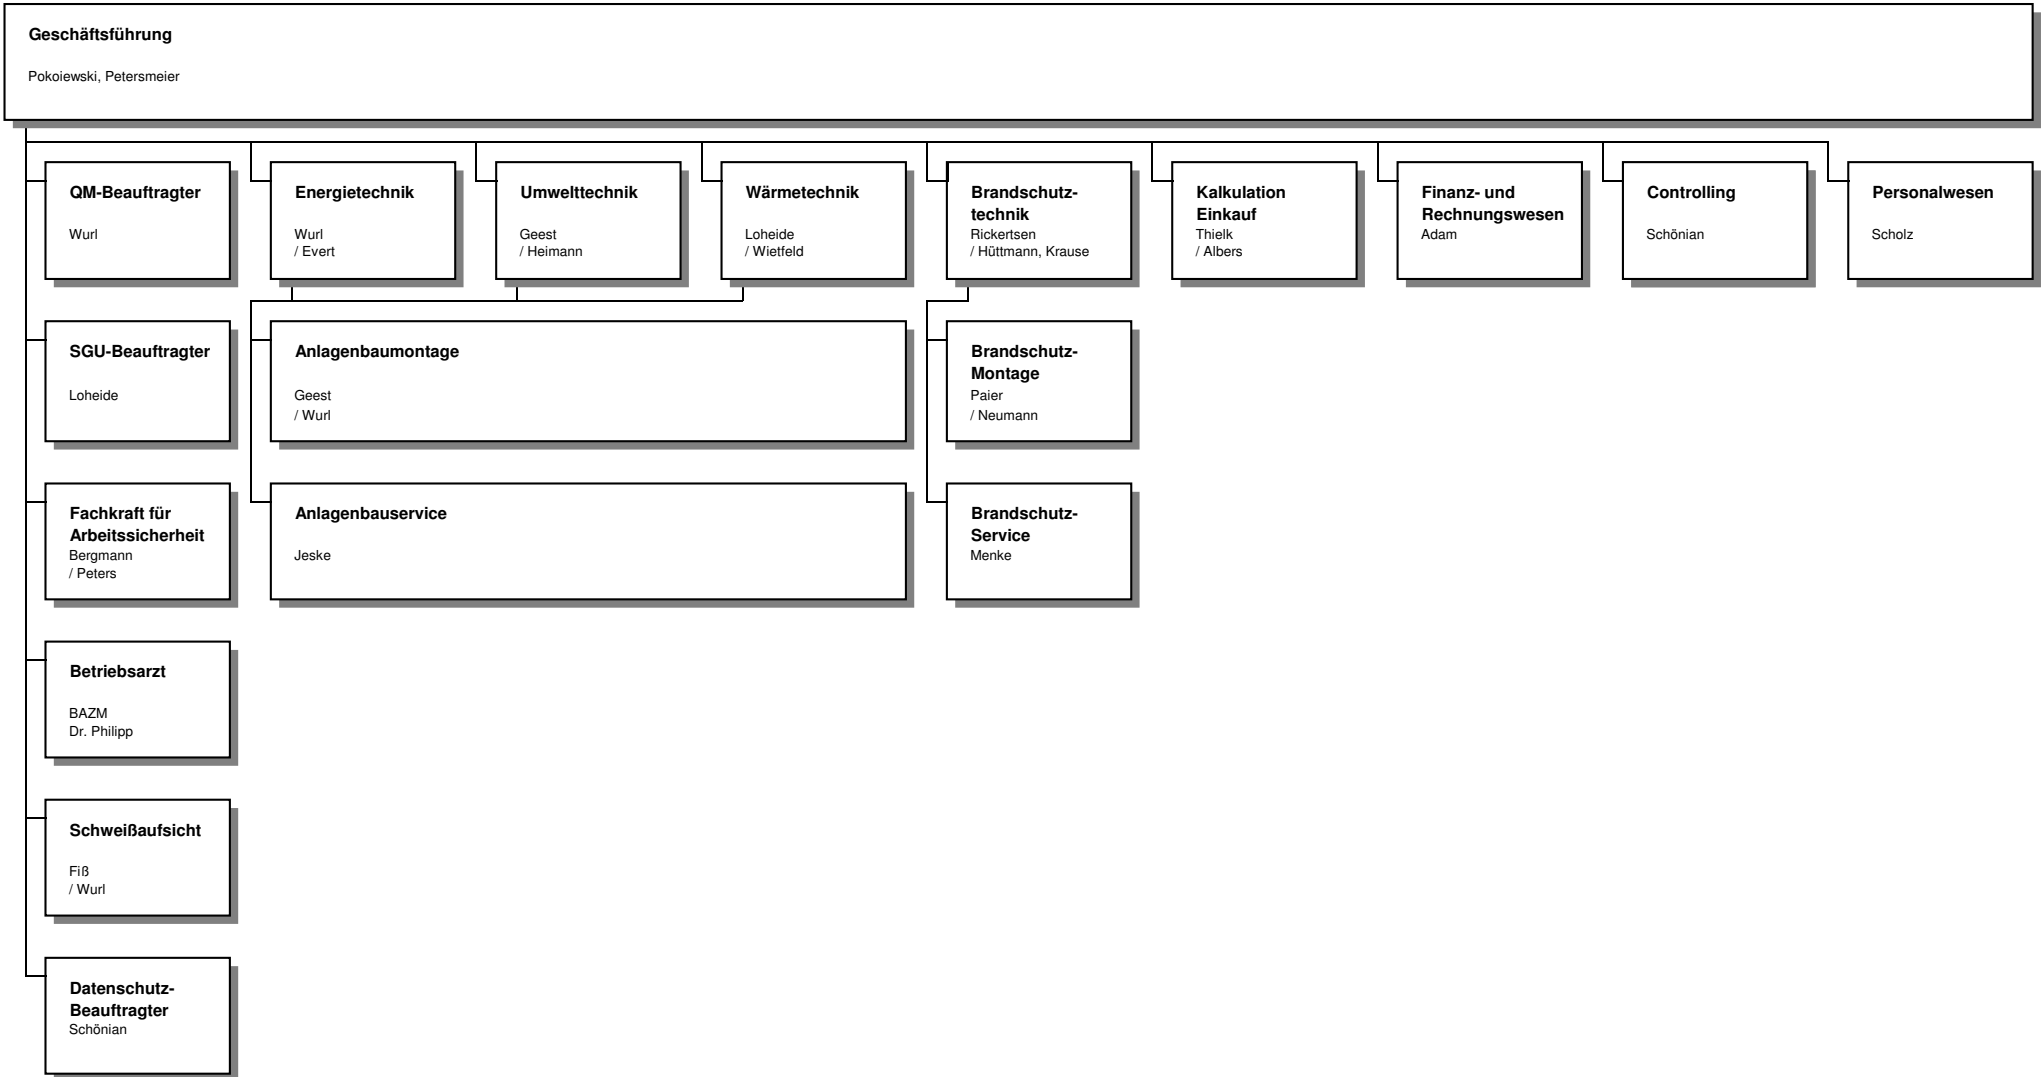 Geschäftsführung
Pokoiewski, Petersmeier
QM-Beauftragter
Wurl
Energietechnik
Wurl
/ Evert
Umwelttechnik
Geest
/ Heimann
Wärmetechnik
Loheide
/ Wietfeld
Brandschutz-
technik
Rickertsen
/ Hüttmann, Krause
Kalkulation
Einkauf
Thielk
/ Albers
Finanz- und
Rechnungswesen
Adam
Controlling
Schönian
Personalwesen
Scholz
SGU-Beauftragter
Loheide
Anlagenbaumontage
Geest
/ Wurl
Brandschutz-
Montage
Paier
/ Neumann
Fachkraft für
Arbeitssicherheit
Bergmann
/ Peters
Anlagenbauservice
Jeske
Brandschutz-
Service
Menke
Betriebsarzt
BAZM
Dr. Philipp
Schweißaufsicht
Fiß
/ Wurl
Datenschutz-
Beauftragter
Schönian